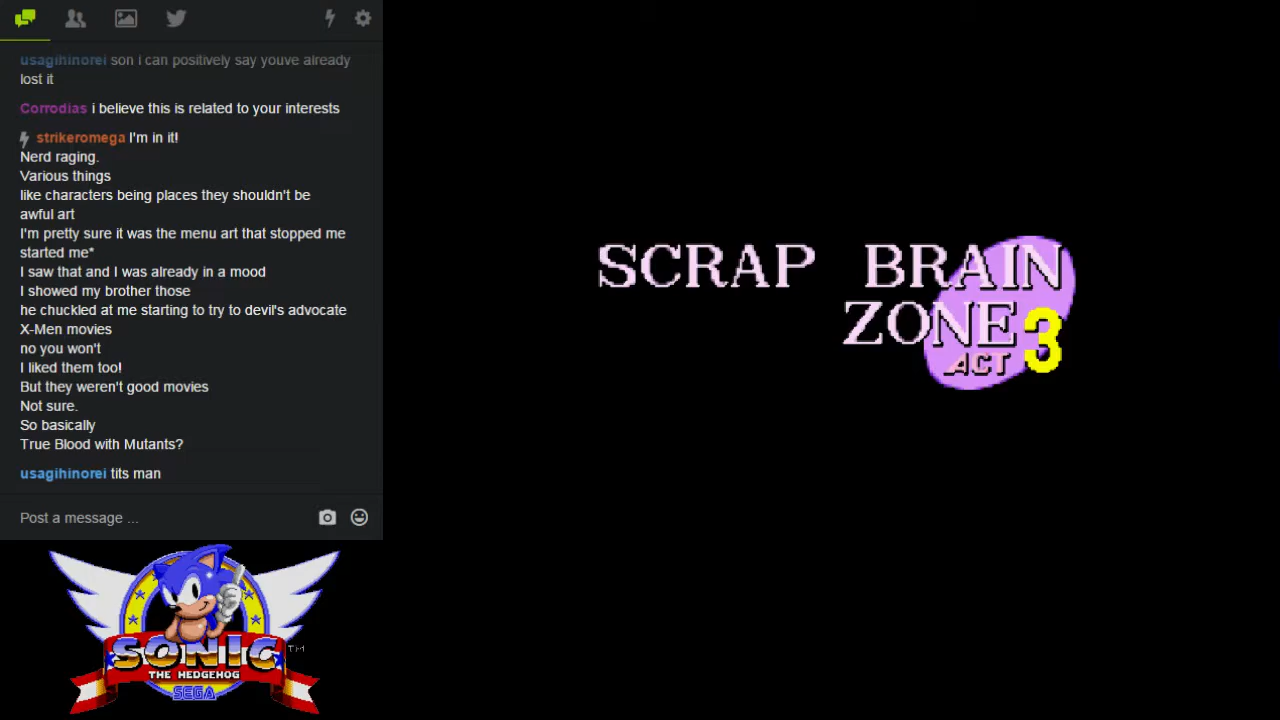 usagihinorei son i can positively say youve already
lost it
Corrodias i believe this is related to your interests
strikeromega I'm in it!
Nerd raging.
Various things
like characters being places they shouldn't be
awful art
I'm pretty sure it was the menu art that stopped me
started me*
I saw that and I was already in a mood
I showed my brother those
he chuckled at me starting to try to devil's advocate
X-Men movies
no you won't
I liked them too!
But they weren't good movies
Not sure.
So basically
True Blood with Mutants?
usagihinorei tits man
Post a message ...
SCRAP BRAIN
ZONE
ACT 3
SONIC TM
THE HEDGEHOG
SEGA